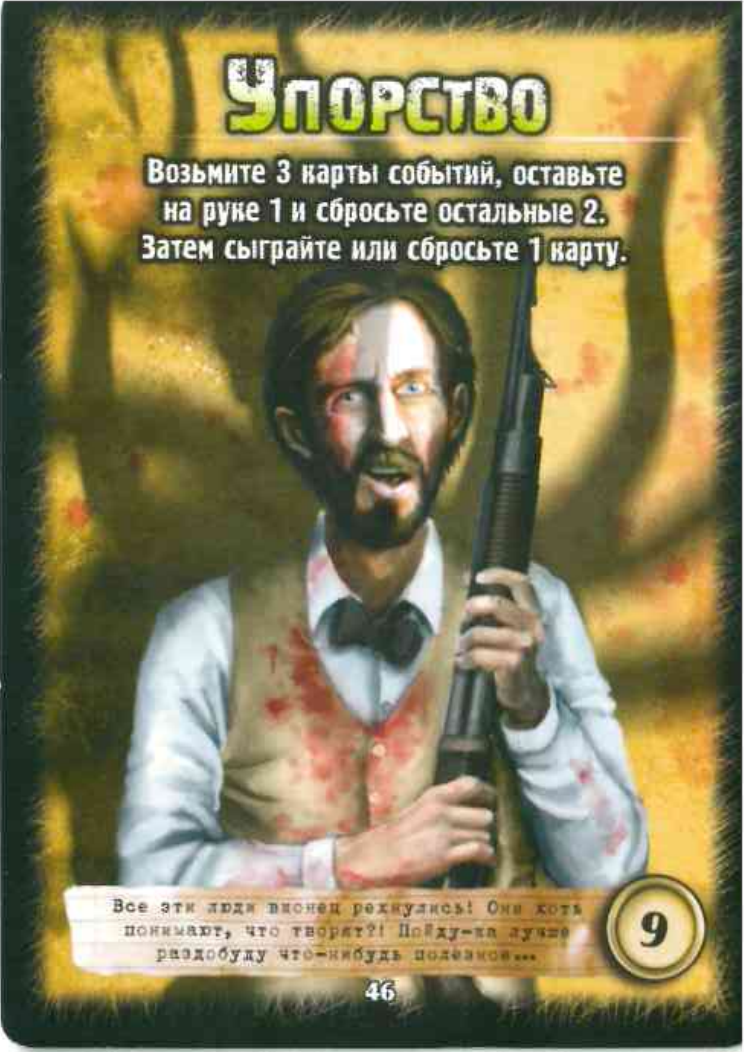 Упорство
Возьмите 3 карты событий, оставьте
на руке 1 и сбросьте остальные 2.
Затем сыграйте или сбросьте 1 карту.
Все эти люди вконец рехнулись! Они хоть
понимают, что творят?! Пойду-ка лучше
раздобуду что-нибудь полезное...
9
46